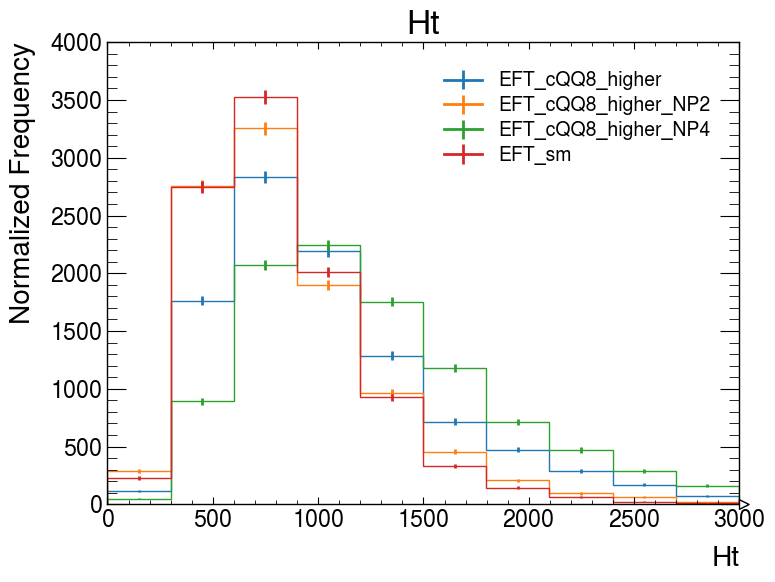 Ht
Normalized Frequency
4000
3500
3000
2500
2000
1500
1000
500
0
EFT_cQQ8_higher
EFT_cQQ8_higher_NP2
EFT_cQQ8_higher_NP4
EFT_sm
0 500 1000 1500 2000 2500 3000
Ht